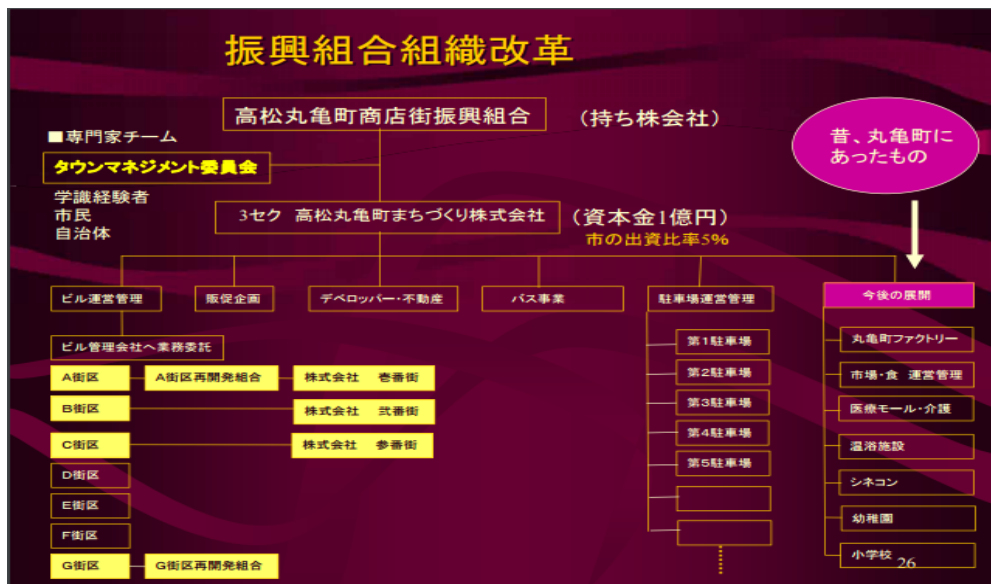 振興組合組織改革
高松丸亀町商店街振興組合
(持ち株会社)
昔、丸亀町に
あったもの
■専門家チーム
タウンマネジメント委員会
学識経験者
市民
自治体
3セク 高松丸亀町まちづくり株式会社
(資本金1億円)
市の出資比率5%
ビル運営管理
販促企画
デベロッパー・不動産
バス事業
駐車場運営管理
今後の展開
ビル管理会社へ業務委託
A街区
A街区再開発組合
株式会社 壱番街
B街区
株式会社 弐番街
C街区
株式会社 参番街
D街区
E街区
F街区
G街区
G街区再開発組合
第1駐車場
第2駐車場
第3駐車場
第4駐車場
第5駐車場
丸亀町ファクトリー
市場・食 運営管理
医療モール・介護
温浴施設
シネコン
幼稚園
小学校
26